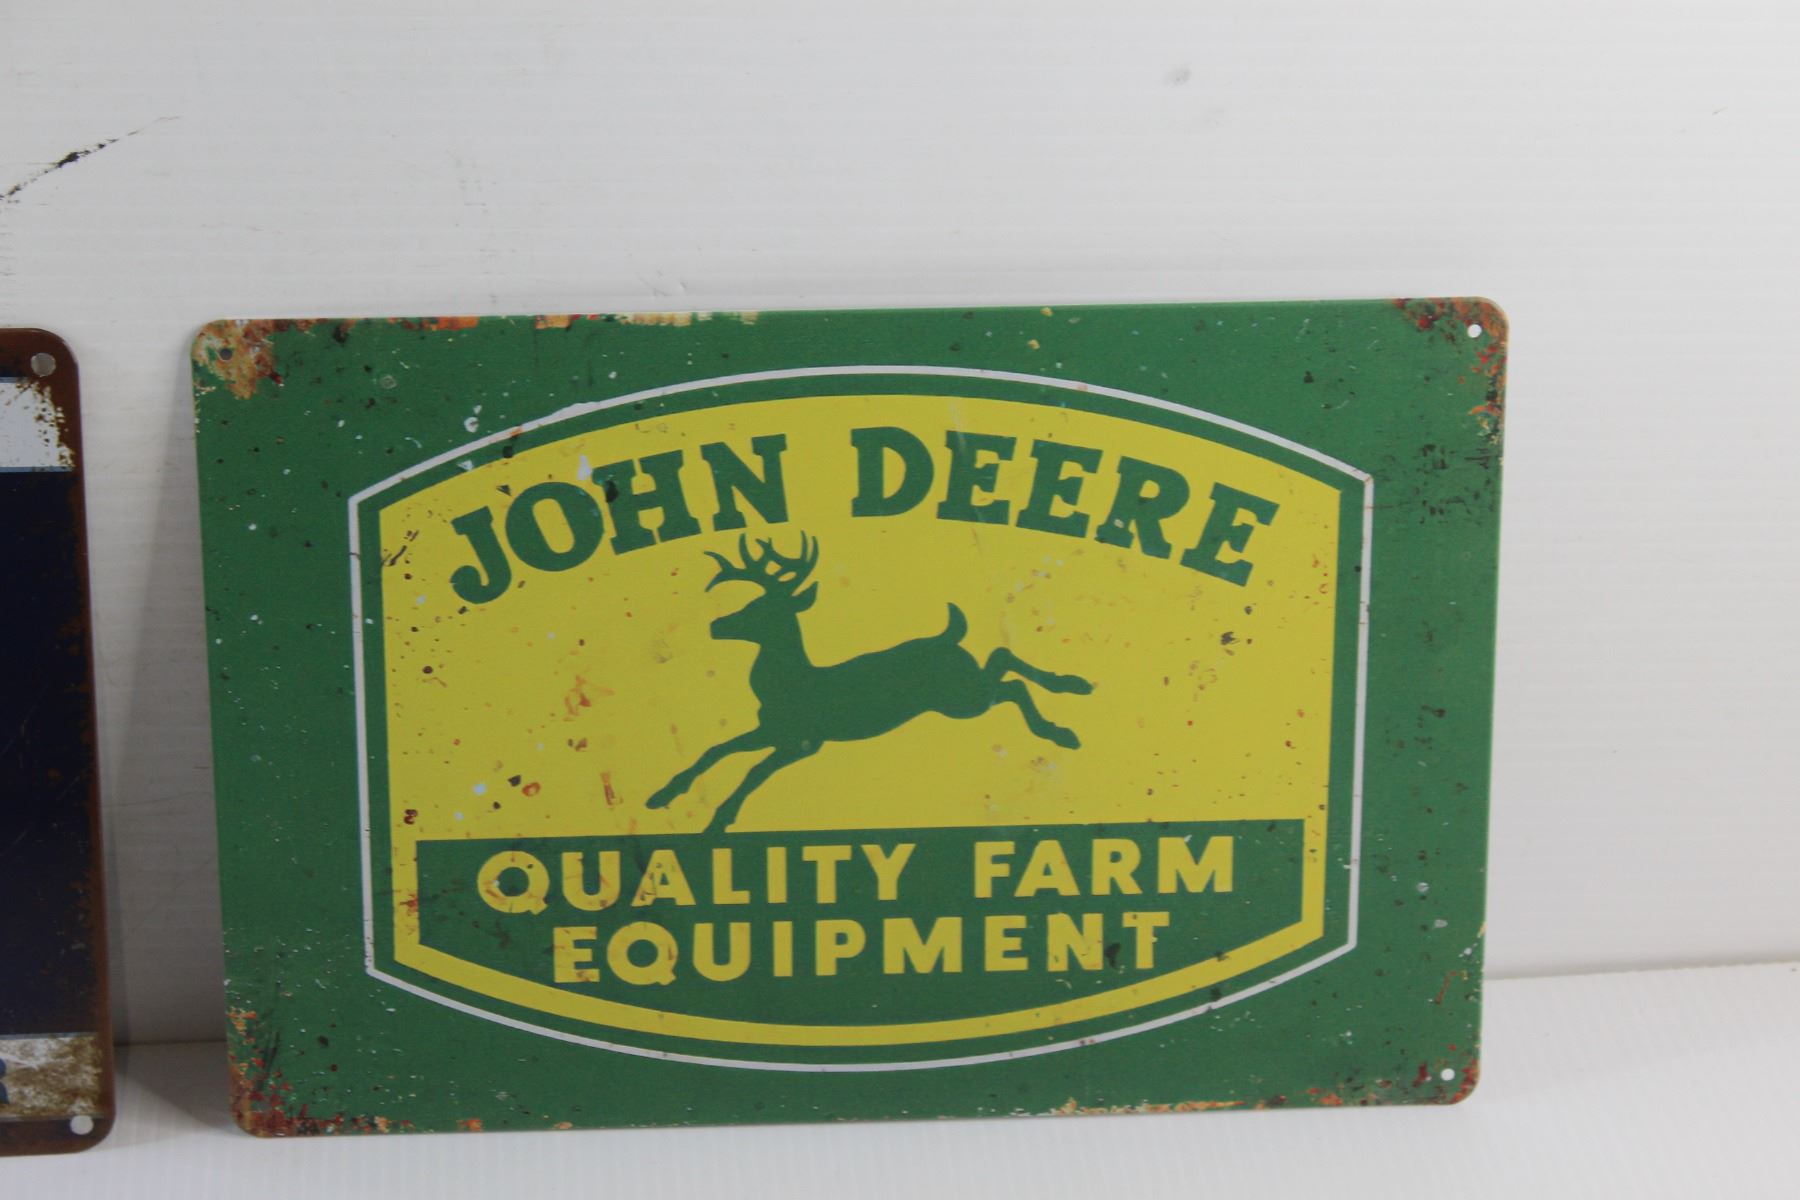 JOHN DEERE
QUALITY FARM
EQUIPMENT